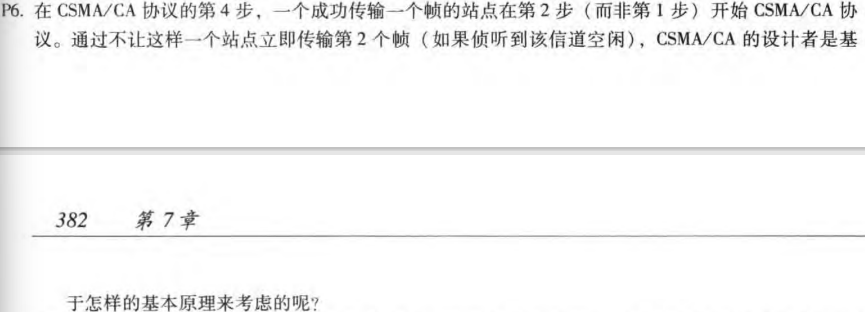 P6. 在 CSMA/CA 协议的第 4 步，一个成功传输一个帧的站点在第 2 步（而非第 1 步）开始 CSMA/CA 协
议。通过不让这样一个站点立即传输第 2 个帧（如果侦听到该信道空闲），CSMA/CA 的设计者是基
382 第 7 章
于怎样的基本原理来考虑的呢?